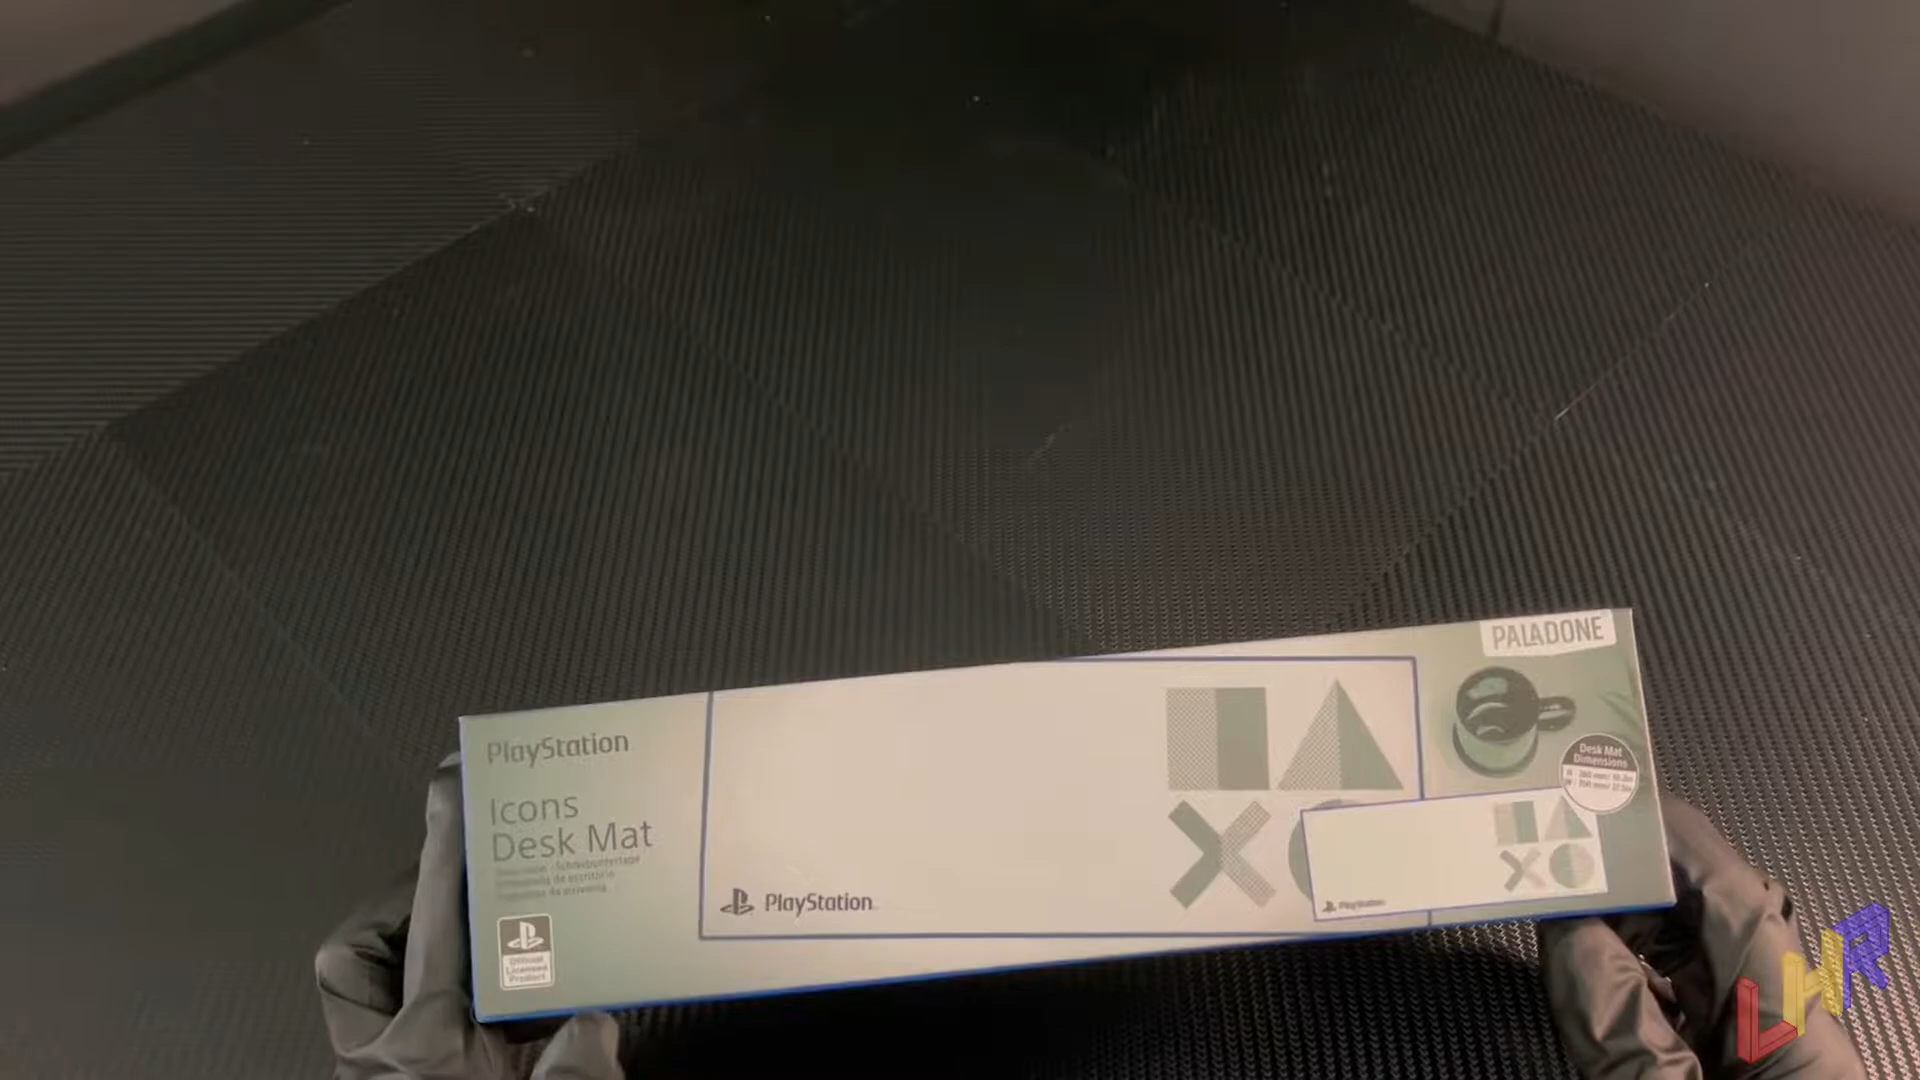 PALADONE
PlayStation
Icons
Desk Mat
Official
Licensed
Product
PlayStation
Desk Mat
Dimensions
PlayStation
LHR